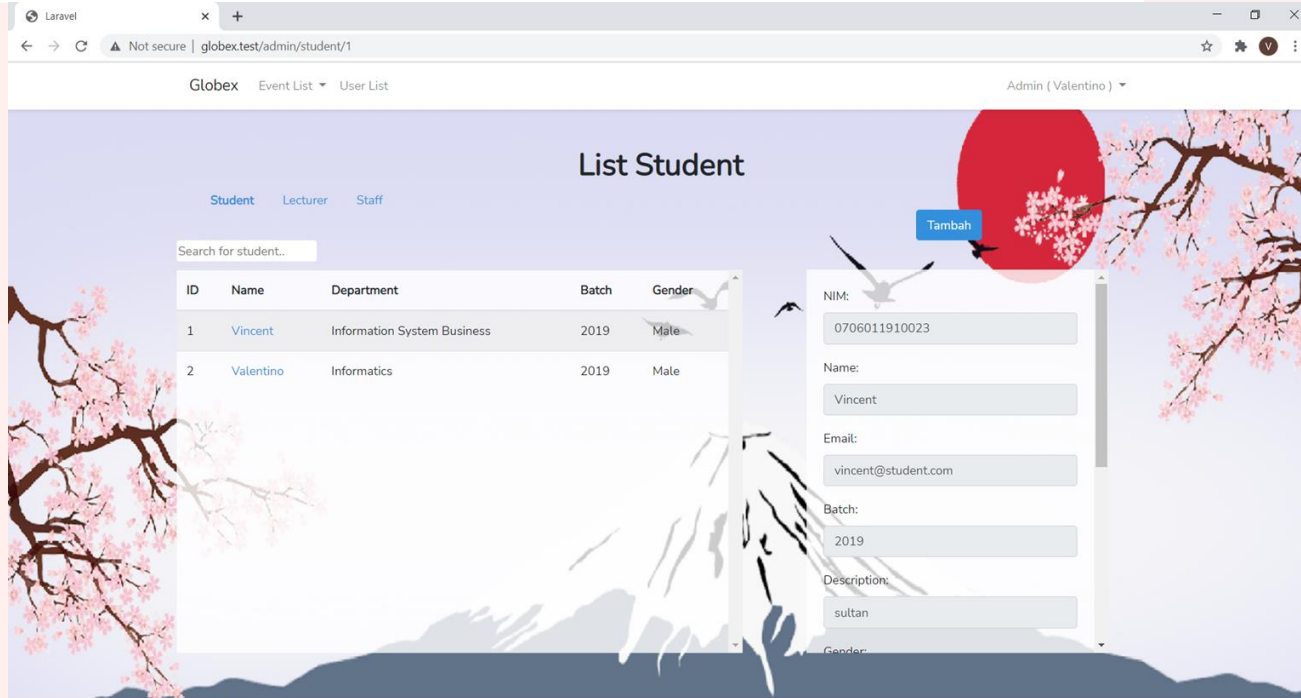 Laravel
Not secure | globex.test/admin/student/1
V
Globex Event List User List Admin ( Valentino )
List Student
Student Lecturer Staff
Tambah
Search for student..
ID Name Department Batch Gender
1 Vincent Information System Business 2019 Male
2 Valentino Informatics 2019 Male
NIM:
0706011910023
Name:
Vincent
Email:
vincent@student.com
Batch:
2019
Description:
sultan
Gender: